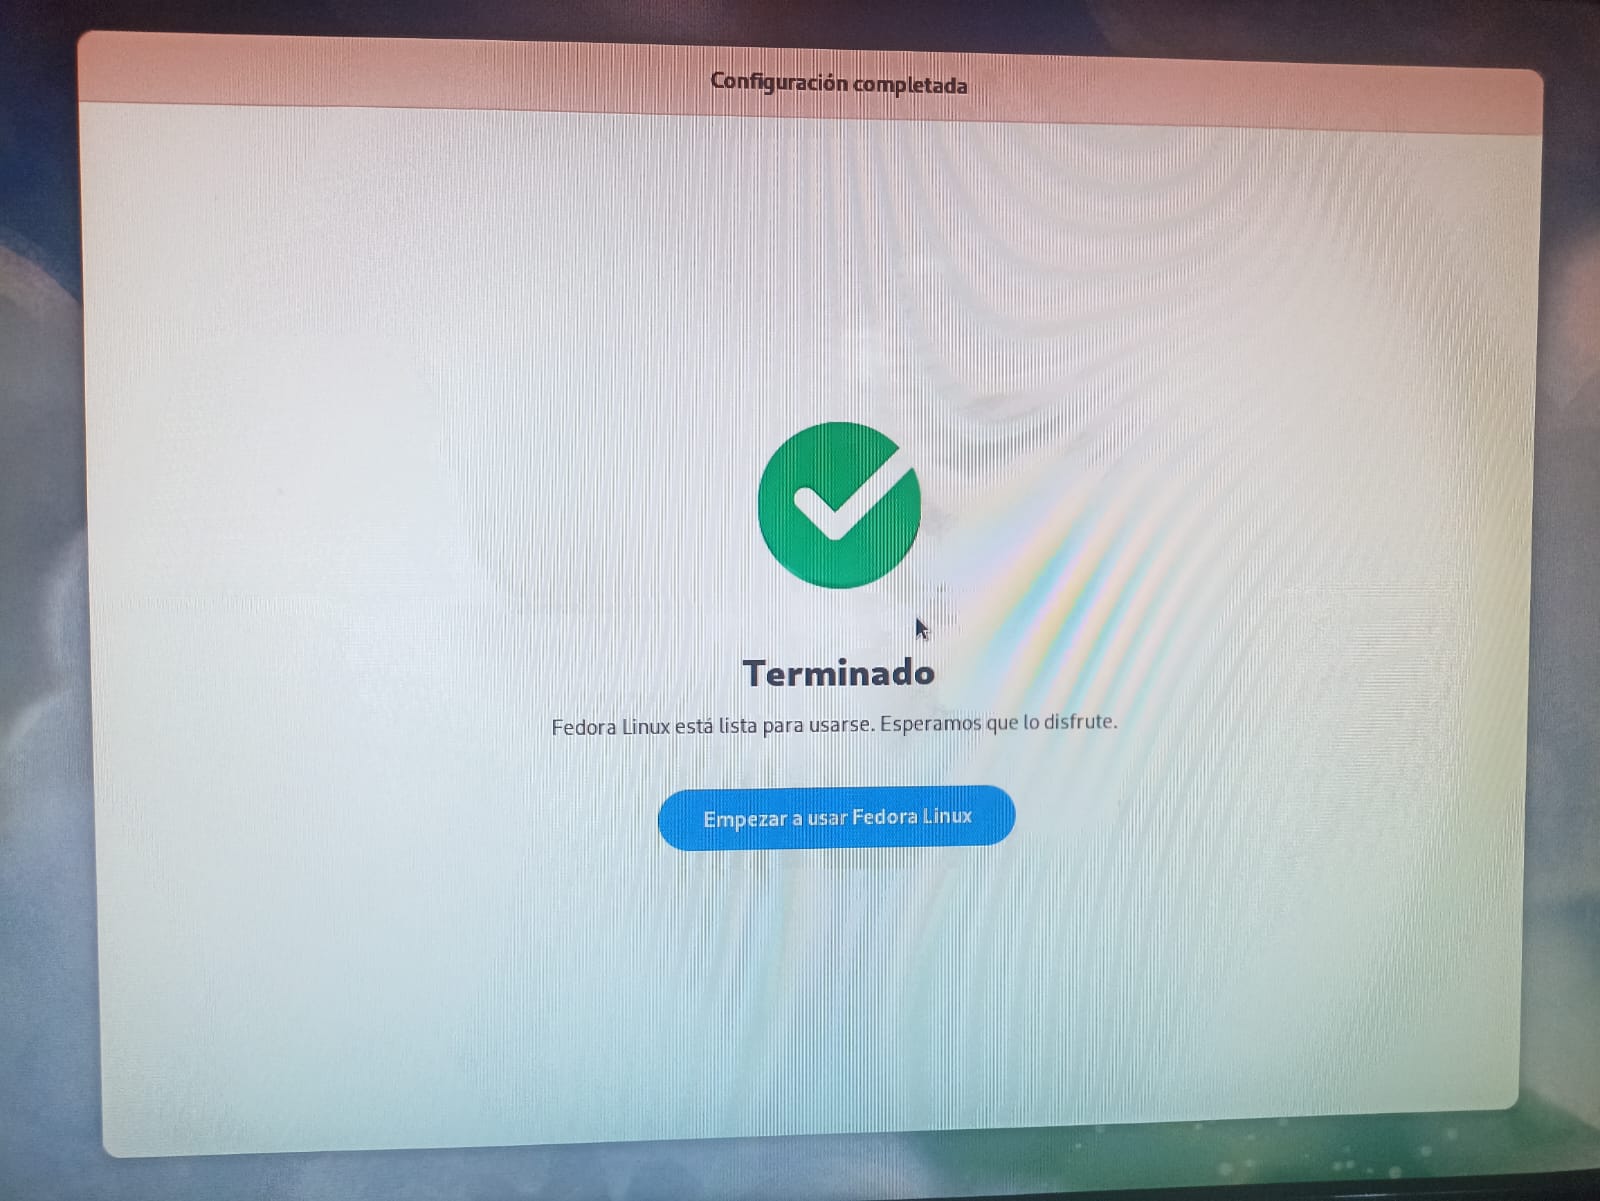 Configuración completada
Terminado
Fedora Linux está lista para usarse. Esperamos que lo disfrute.
Empezar a usar Fedora Linux